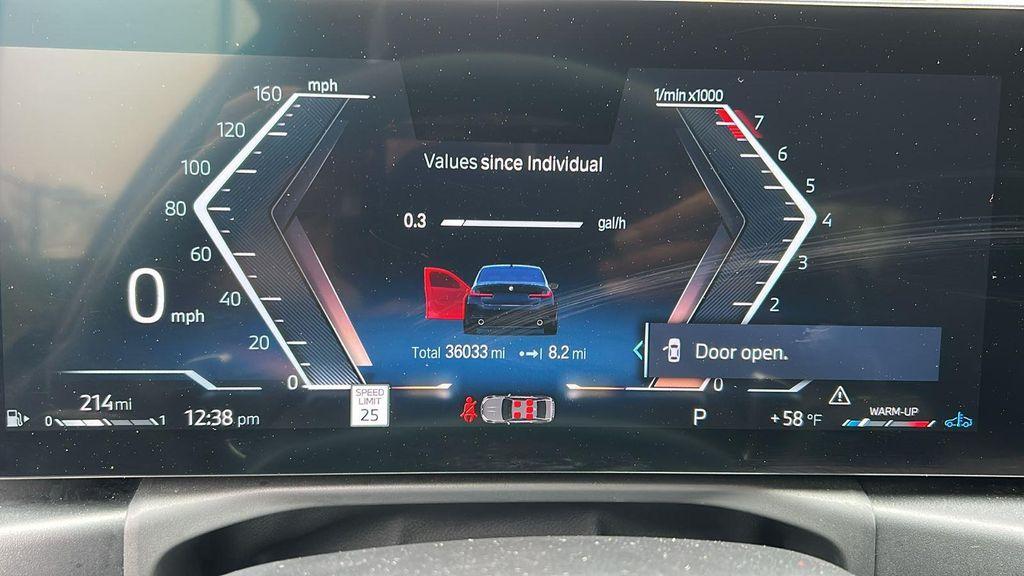 160 mph
120
100
80
60
40
20
0
0 mph
Values since Individual
0.3 gal/h
Total 36033 mi 8.2 mi
1/min x1000
7
6
5
4
3
2
0
Door open.
214 mi
0 1
12:38 pm
SPEED
LIMIT
25
P
+58 °F
WARM-UP